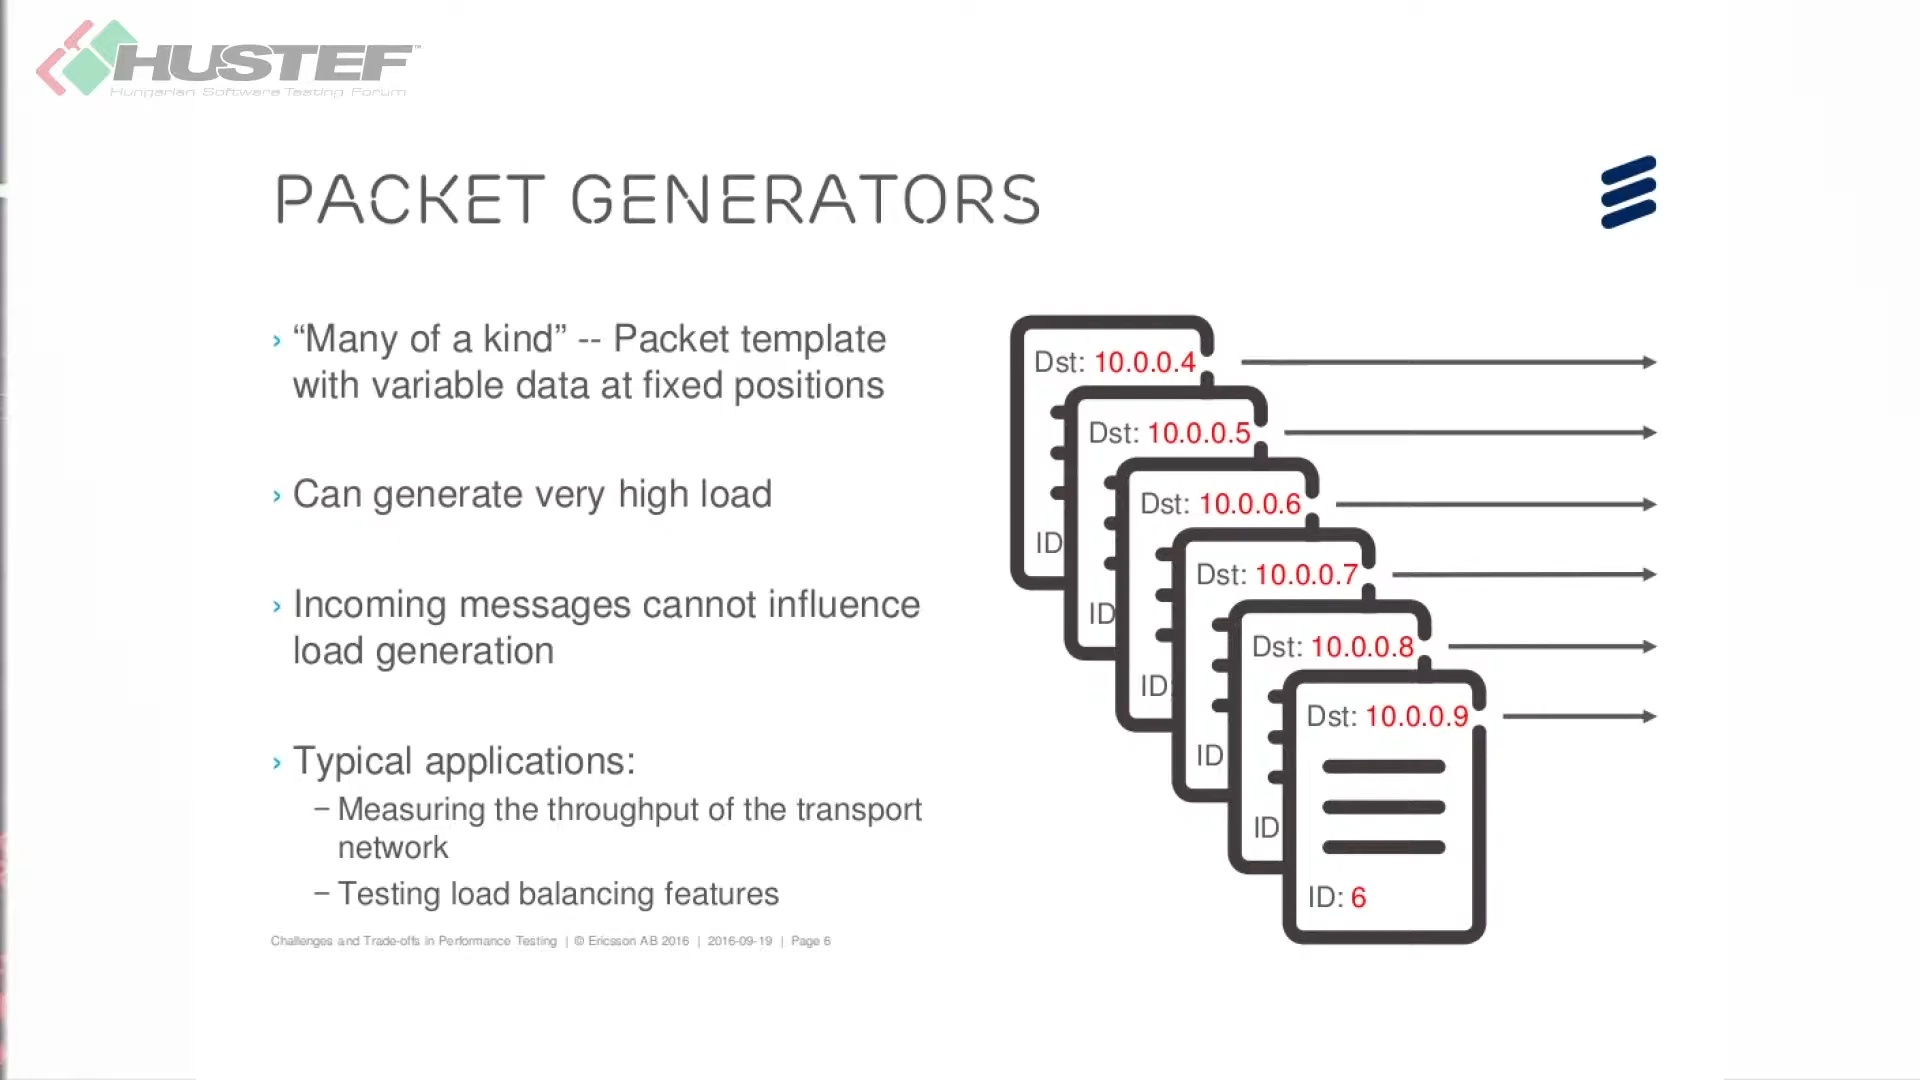 HUSTEF™
Hungarian Software Testing Forum
PACKET GENERATORS
› “Many of a kind” -- Packet template
with variable data at fixed positions
› Can generate very high load
› Incoming messages cannot influence
load generation
› Typical applications:
– Measuring the throughput of the transport
network
– Testing load balancing features
Dst: 10.0.0.4
ID
Dst: 10.0.0.5
ID
Dst: 10.0.0.6
ID
Dst: 10.0.0.7
ID
Dst: 10.0.0.8
ID
Dst: 10.0.0.9
ID: 6
Challenges and Trade-offs in Performance Testing | © Ericsson AB 2016 | 2016-09-19 | Page 6